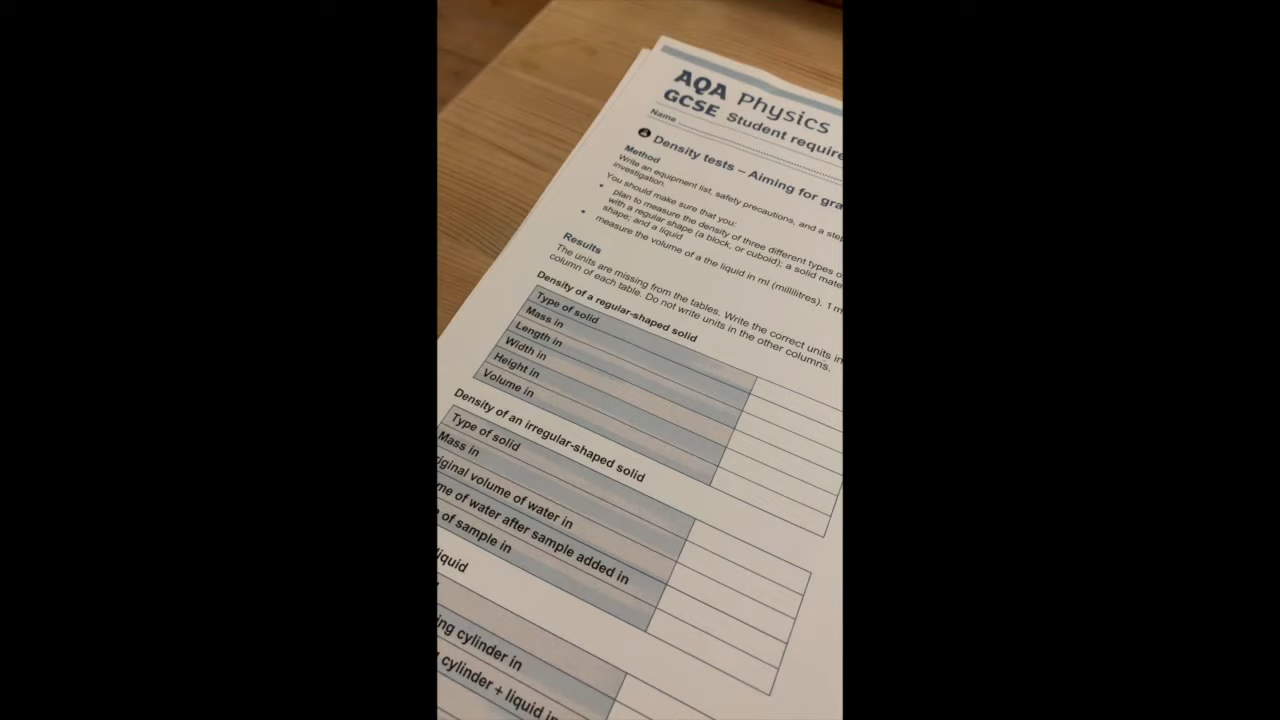 AQA Physics
GCSE Student require
Name
Density tests – Aiming for gra
Method
Write an equipment list, safety precautions, and a step
investigation.
You should make sure that you:
• plan to measure the density of three different types o
with a regular shape (a block, or cuboid); a solid mate
shape; and a liquid
• measure the volume of a the liquid in ml (millilitres). 1 m
Results
The units are missing from the tables. Write the correct units in
column of each table. Do not write units in the other columns.
Density of a regular-shaped solid
Type of solid
Mass in
Length in
Width in
Height in
Volume in
Density of an irregular-shaped solid
Type of solid
Mass in
riginal volume of water in
me of water after sample added in
of sample in
liquid
ing cylinder in
cylinder + liquid in